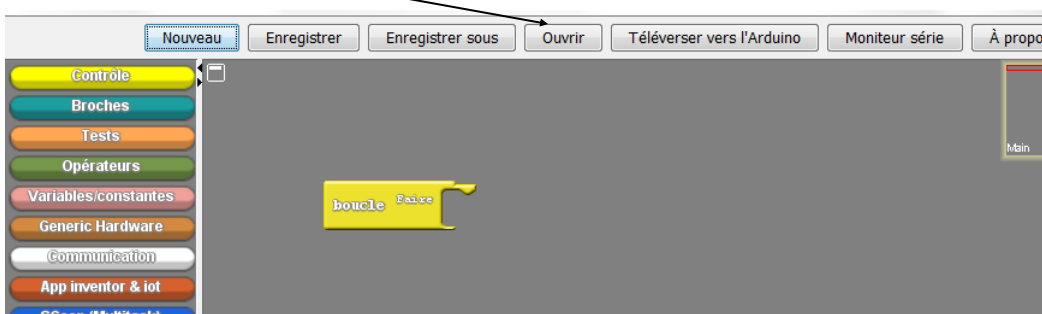 Nouveau Enregistrer Enregistrer sous Ouvrir Téléverser vers l'Arduino Moniteur série À propo
Contrôle
Broches
Tests
Opérateurs
Variables/constantes
Generic Hardware
Communication
App inventor & iot
boucle Faire
Main